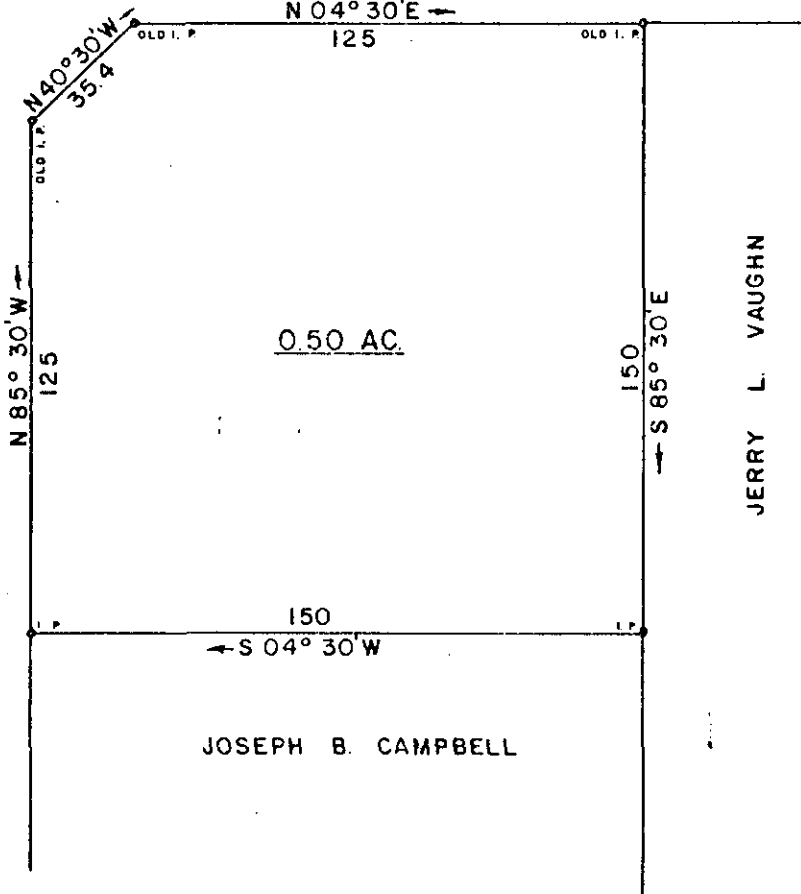 N 04° 30'E
125
OLD I. P.
OLD I. P.
N 40° 30'W
35.4
OLD I. P.
N 85° 30'W
125
0.50 AC.
150
S 85° 30'E
JERRY L. VAUGHN
I P
150
I. P
S 04° 30'W
JOSEPH B. CAMPBELL